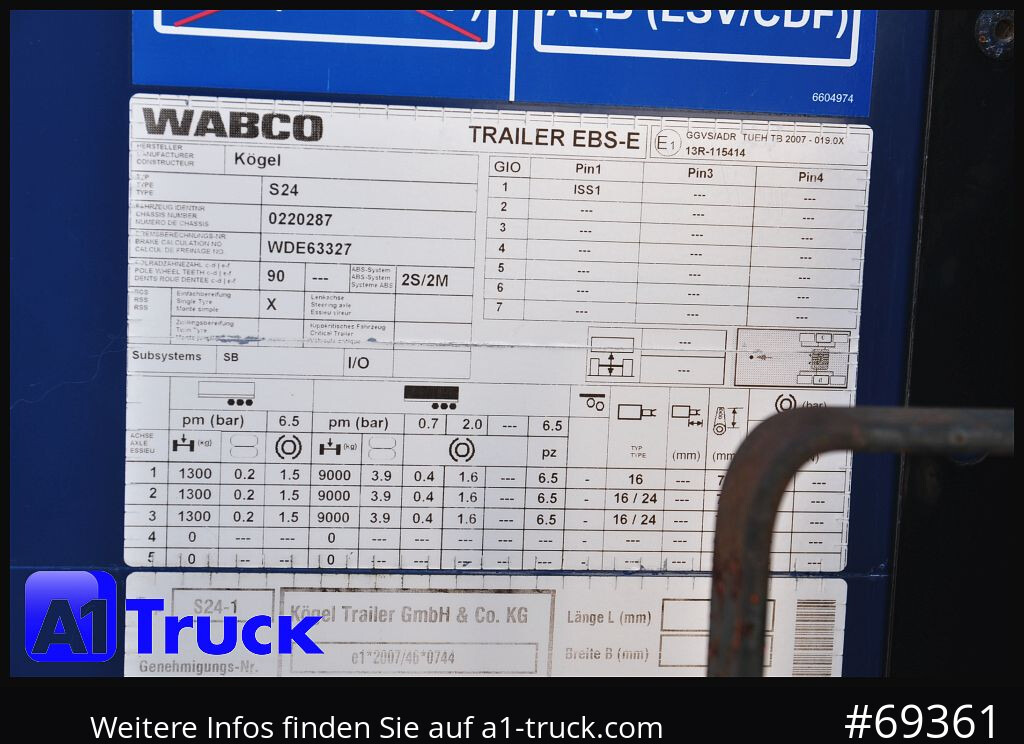 ALB (LSV/CDF)
6604974
WABCO
TRAILER EBS-E
E1
GGVS/ADR TUEH TB 2007 - 019.0X
13R-115414
HERSTELLER
MANUFACTURER
CONSTRUCTEUR
Kögel
TYP
TYPE
TYPE
S24
FAHRZEUG IDENTNR
CHASSIS NUMBER
NUMERO DE CHASSIS
0220287
BREMSBERECHNUNGS-NR.
BRAKE CALCULATION NO.
CALCUL DE FREINAGE NO.
WDE63327
POLRADZAHNEZAHL c-d | e-f
POLE WHEEL TEETH c-d | e-f
DENTS ROUE DENTEE c-d | e-f
90 ---
ABS-System
ABS-System
Systeme ABS
2S/2M
RSS
RSS
Einfachbereifung
Single Tyre
Monte simple
X
Lenkachse
Steering axle
Essieu vireur
Zwillingsbereifung
Twin Tyre
Kippkritisches Fahrzeug
Critical Trailer
Subsystems SB I/O
GIO Pin1 Pin3 Pin4
1 ISS1 --- ---
2 --- --- ---
3 --- --- ---
4 --- --- ---
5 --- --- ---
6 --- --- ---
7 --- --- ---
---
---
pm (bar) 6.5 pm (bar) 0.7 2.0 --- 6.5
(bar)
ACHSE
AXLE
ESSIEU
(kg) (kg) pz
TYP
TYPE
(mm)
1 1300 0.2 1.5 9000 3.9 0.4 1.6 --- 6.5 - 16 ---
2 1300 0.2 1.5 9000 3.9 0.4 1.6 --- 6.5 - 16 / 24 ---
3 1300 0.2 1.5 9000 3.9 0.4 1.6 --- 6.5 - 16 / 24 ---
4 0 --- --- 0 --- --- --- --- --- - --- --- ---
5 0
S24-1
Kögel Trailer GmbH & Co. KG
Länge L (mm)
Genehmigungs-Nr.
e1*2007/46*0744
Breite B (mm)
A1 Truck
Weitere Infos finden Sie auf a1-truck.com
#69361